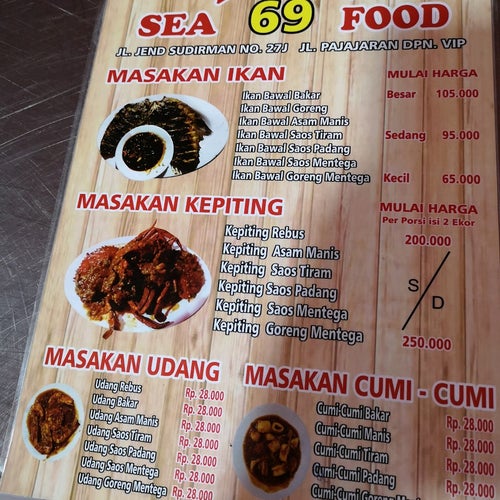 SEA 69 FOOD
JL. JEND SUDIRMAN NO. 27J JL. PAJAJARAN DPN. VIP
MASAKAN IKAN
MULAI HARGA
Ikan Bawal Bakar
Besar 105.000
Ikan Bawal Goreng
Ikan Bawal Asam Manis
Ikan Bawal Saos Tiram
Sedang 95.000
Ikan Bawal Saos Padang
Ikan Bawal Saos Mentega
Ikan Bawal Goreng Mentega
Kecil 65.000
MASAKAN KEPITING
MULAI HARGA
Per Porsi isi 2 Ekor
Kepiting Rebus
200.000
Kepiting Asam Manis
Kepiting Saos Tiram
Kepiting Saos Padang
S/D
Kepiting Saos Mentega
Kepiting Goreng Mentega
250.000
MASAKAN UDANG
Udang Rebus Rp. 28.000
Udang Bakar Rp. 28.000
Udang Asam Manis Rp. 28.000
Udang Saos Tiram Rp. 28.000
Udang Saos Padang Rp. 28.000
Udang Saos Mentega Rp. 28.000
Udang Goreng Mentega Rp. 28.000
MASAKAN CUMI - CUMI
Cumi-Cumi Bakar Rp. 28.000
Cumi-Cumi Manis Rp. 28.000
Cumi-Cumi Tiram Rp. 28.000
Cumi-Cumi Padang Rp. 28.000
Cumi-Cumi Mentega Rp. 28.000